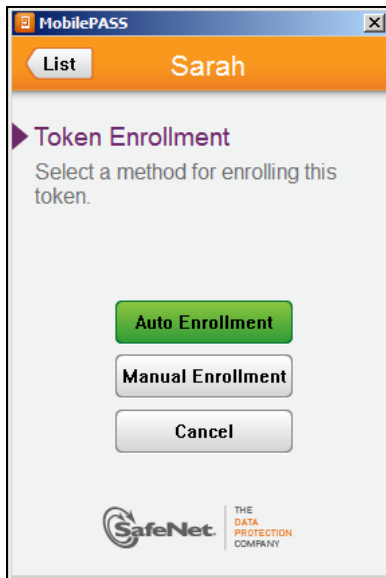 MobilePASS
List
Sarah
Token Enrollment
Select a method for enrolling this
token.
Auto Enrollment
Manual Enrollment
Cancel
SafeNet.
THE
DATA
PROTECTION
COMPANY